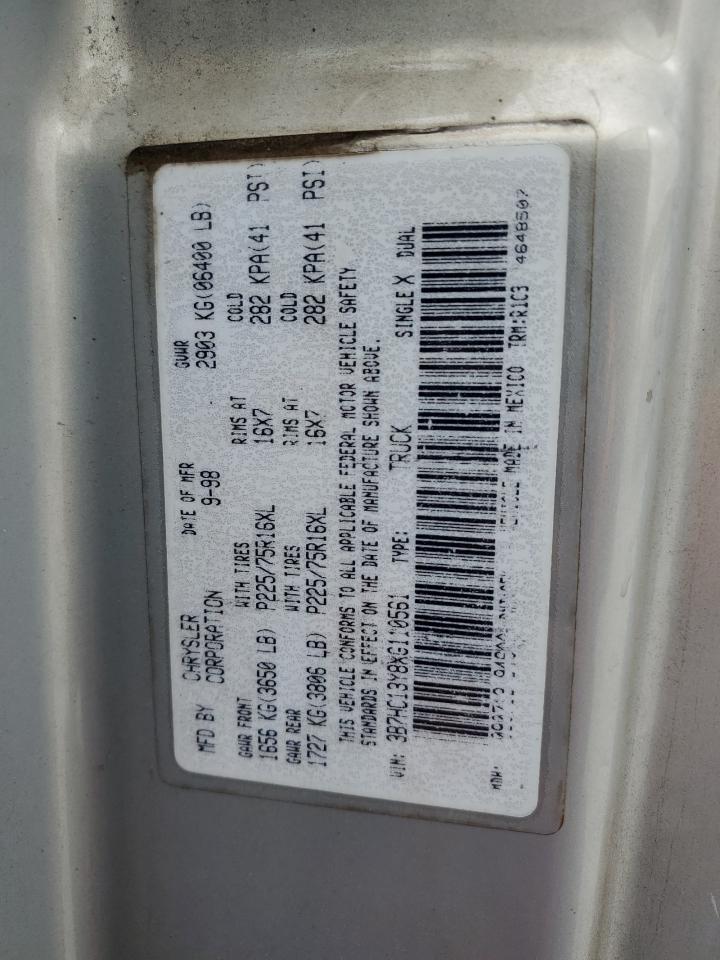 MFD BY CHRYSLER CORPORATION DATE OF MFR 9-98 GVWR 2903 KG(06400 LB)
GAWR FRONT WITH TIRES RIMS AT COLD
1656 KG(3650 LB) P225/75R16XL 16X7 282 KPA(41 PSI)
GAWR REAR WITH TIRES RIMS AT COLD
1727 KG(3806 LB) P225/75R16XL 16X7 282 KPA(41 PSI)
THIS VEHICLE CONFORMS TO ALL APPLICABLE FEDERAL MOTOR VEHICLE SAFETY
STANDARDS IN EFFECT ON THE DATE OF MANUFACTURE SHOWN ABOVE.
VIN: 3B7HC13Y8XG110561 TYPE: TRUCK SINGLE X DUAL
MDH: VEHICLE MADE IN MEXICO TRM:R1C3 4648507